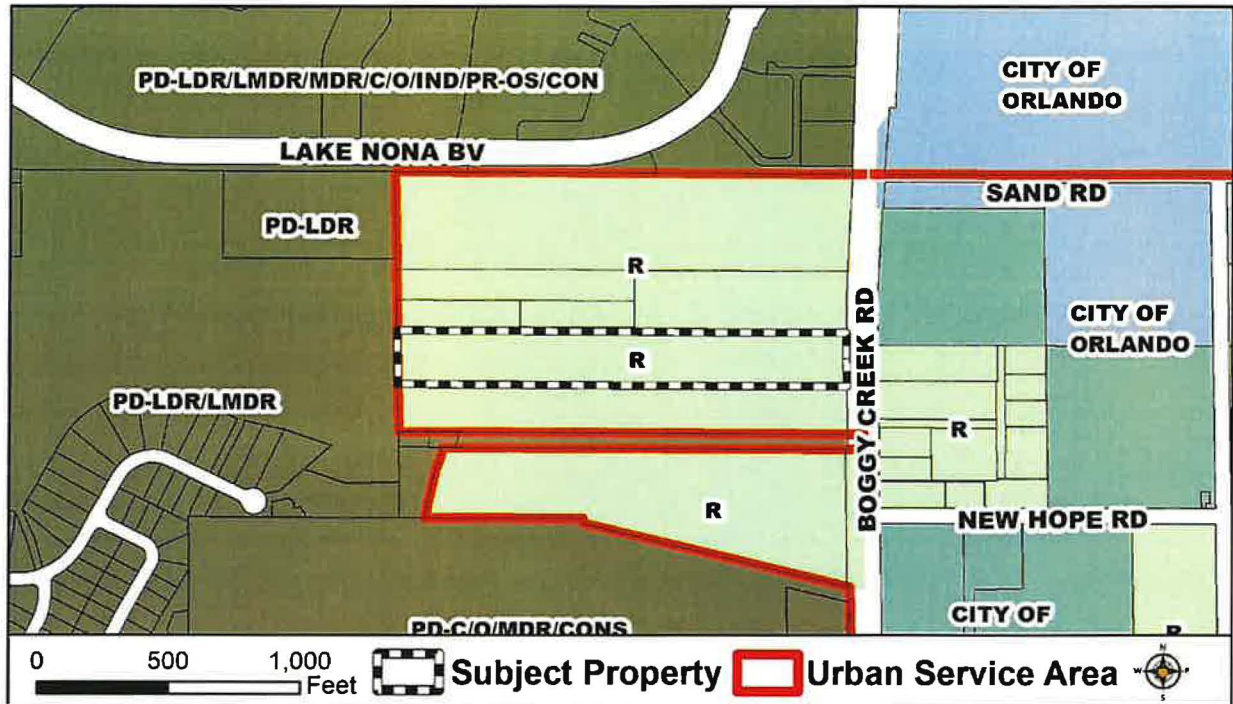 PD-LDR/LMDR/MDR/C/O/IND/PR-OS/CON
CITY OF
ORLANDO
LAKE NONA BV
SAND RD
PD-LDR
R
CITY OF
ORLANDO
R
BOGGY CREEK RD
PD-LDR/LMDR
R
R
NEW HOPE RD
CITY OF
PD-C/O/MDR/CONS
R
0 500 1,000
Feet
Subject Property
Urban Service Area
N
W
S